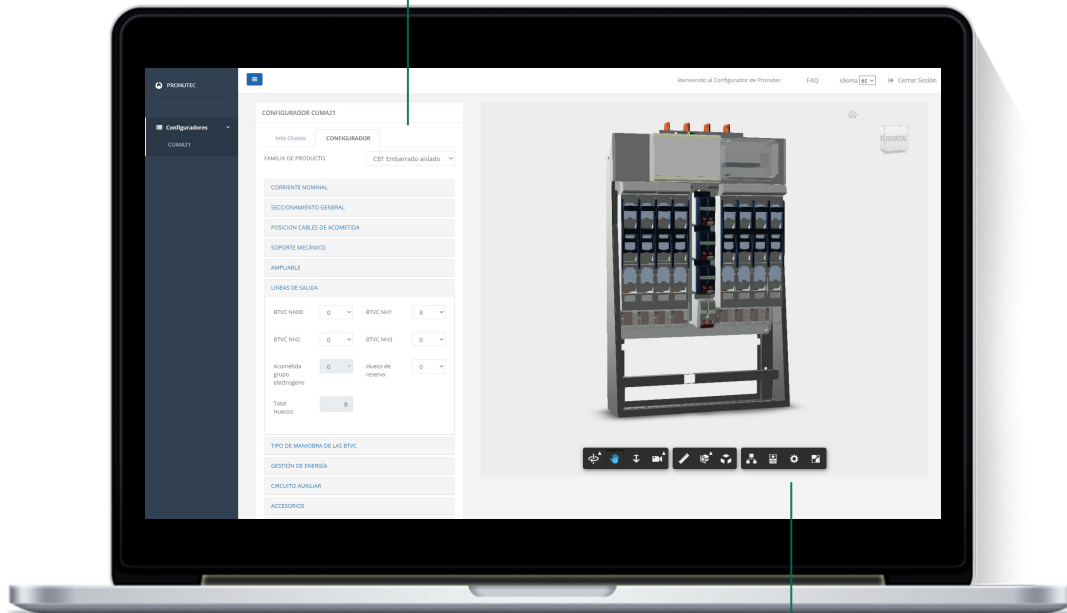 PRONUTEC
Configuradores
CUMA21
Bienvenido al Configurador de Pronutec
FAQ
Idioma es
Cerrar Sesión
CONFIGURADOR CUMA21
Info Cliente
CONFIGURADOR
FAMILIA DE PRODUCTO
CBT Embarrado aislado
CORRIENTE NOMINAL
SECCIONAMIENTO GENERAL
POSICION CABLES DE ACOMETIDA
SOPORTE MECÁNICO
AMPLIABLE
LINEAS DE SALIDA
BTVC NH00 0 BTVC NH1 8
BTVC NH2 0 BTVC NH3 0
Acometida
grupo
electrogeno
0
Hueco de
reserva
0
Total
Huecos
8
TIPO DE MANIOBRA DE LAS BTVC
GESTIÓN DE ENERGÍA
CIRCUITO AUXILIAR
ACCESORIOS
FRONTAL